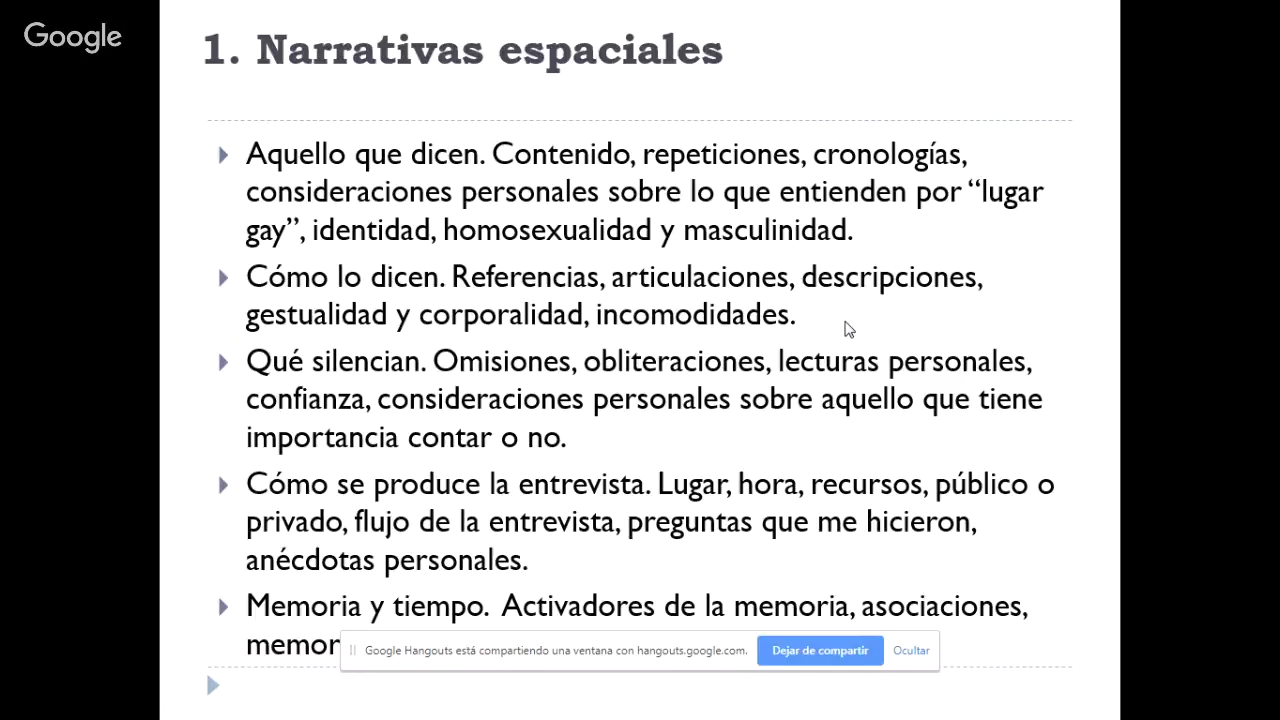 Google
1. Narrativas espaciales
Aquello que dicen. Contenido, repeticiones, cronologías,
consideraciones personales sobre lo que entienden por “lugar
gay”, identidad, homosexualidad y masculinidad.
Cómo lo dicen. Referencias, articulaciones, descripciones,
gestualidad y corporalidad, incomodidades.
Qué silencian. Omisiones, obliteraciones, lecturas personales,
confianza, consideraciones personales sobre aquello que tiene
importancia contar o no.
Cómo se produce la entrevista. Lugar, hora, recursos, público o
privado, flujo de la entrevista, preguntas que me hicieron,
anécdotas personales.
Memoria y tiempo. Activadores de la memoria, asociaciones,
Google Hangouts está compartiendo una ventana con hangouts.google.com. Dejar de compartir Ocultar